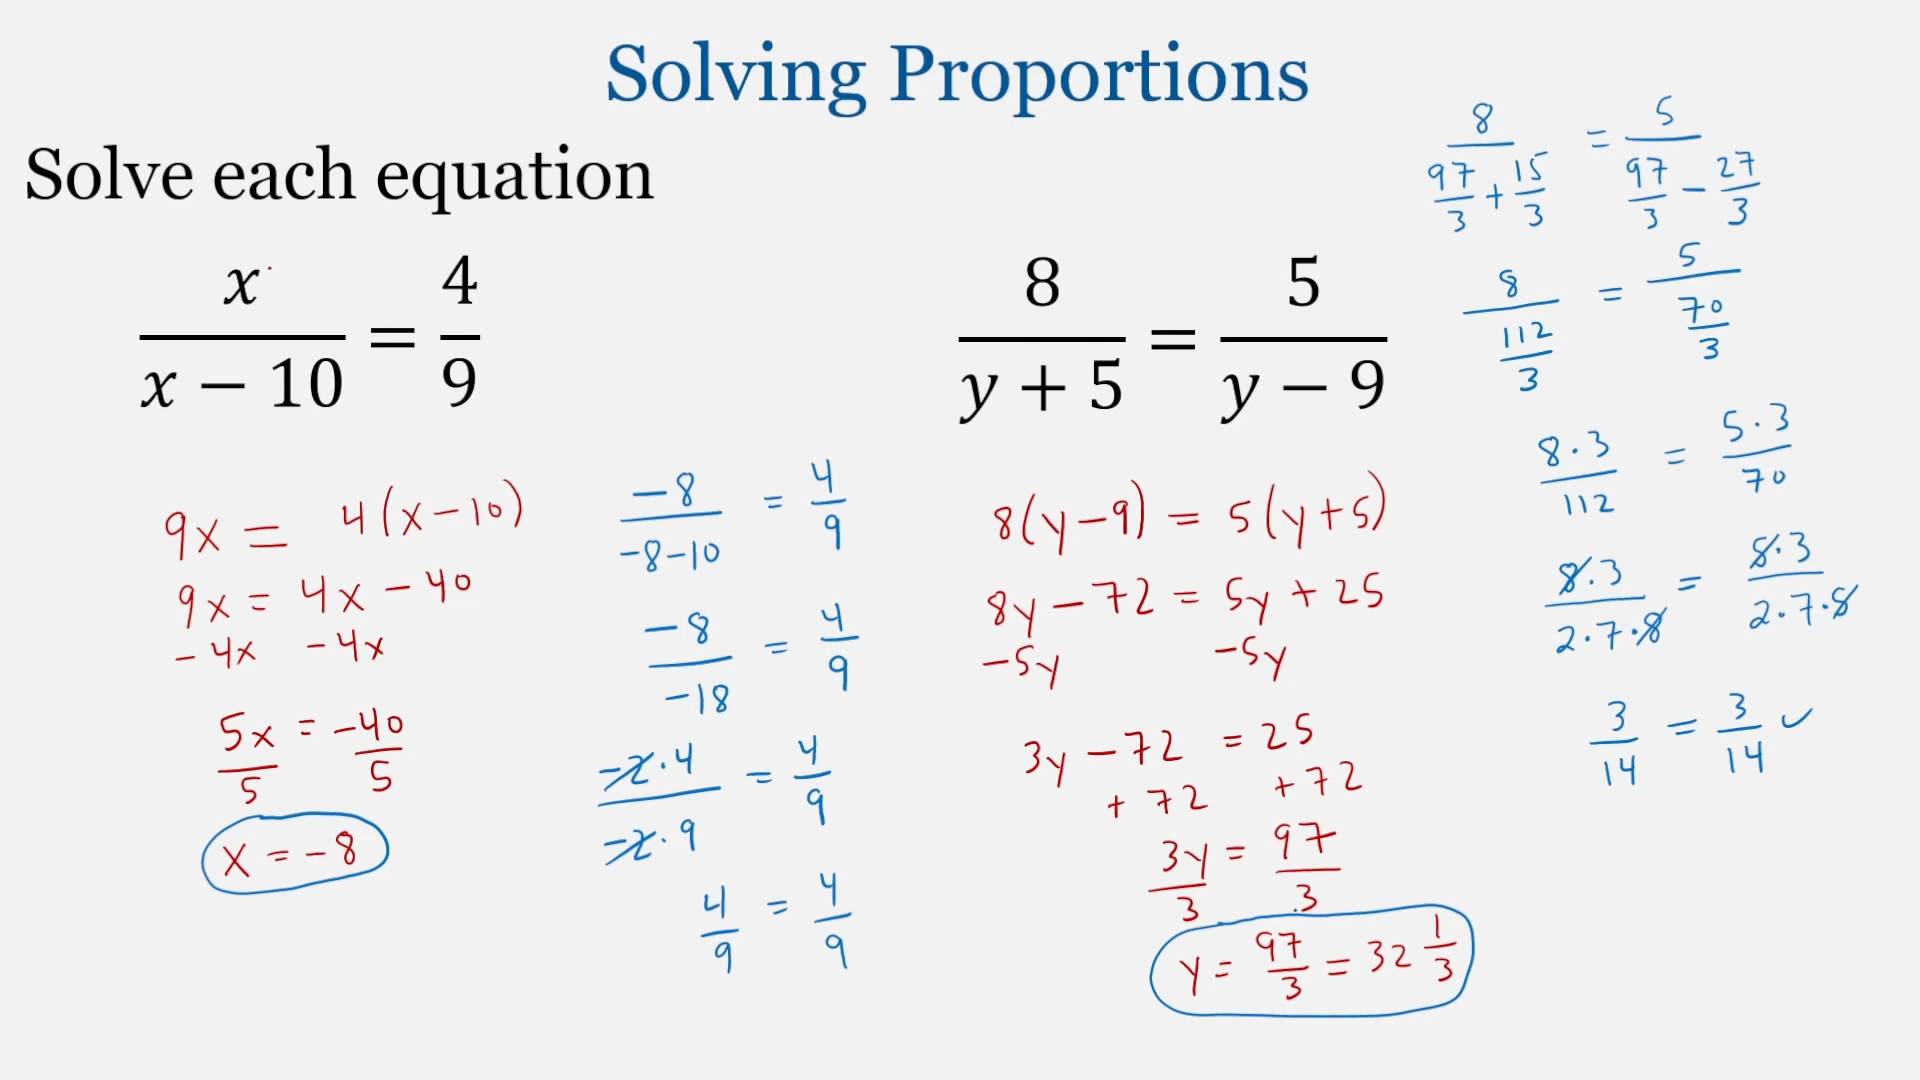 Solving Proportions
Solve each equation
x/(x − 10) = 4/9
9x = 4(x−10)
9x = 4x − 40
−4x −4x
5x/5 = −40/5
x = −8
−8/(−8−10) = 4/9
−8/−18 = 4/9
(−2·4)/(−2·9) = 4/9
4/9 = 4/9
8/(y + 5) = 5/(y − 9)
8(y−9) = 5(y+5)
8y − 72 = 5y + 25
−5y −5y
3y − 72 = 25
+ 72 + 72
3y/3 = 97/3
y = 97/3 = 32 1/3
8/(97/3 + 15/3) = 5/(97/3 − 27/3)
8/(112/3) = 5/(70/3)
(8·3)/112 = (5·3)/70
(8·3)/(2·7·8) = (5·3)/(2·7·5)
3/14 = 3/14 ✓